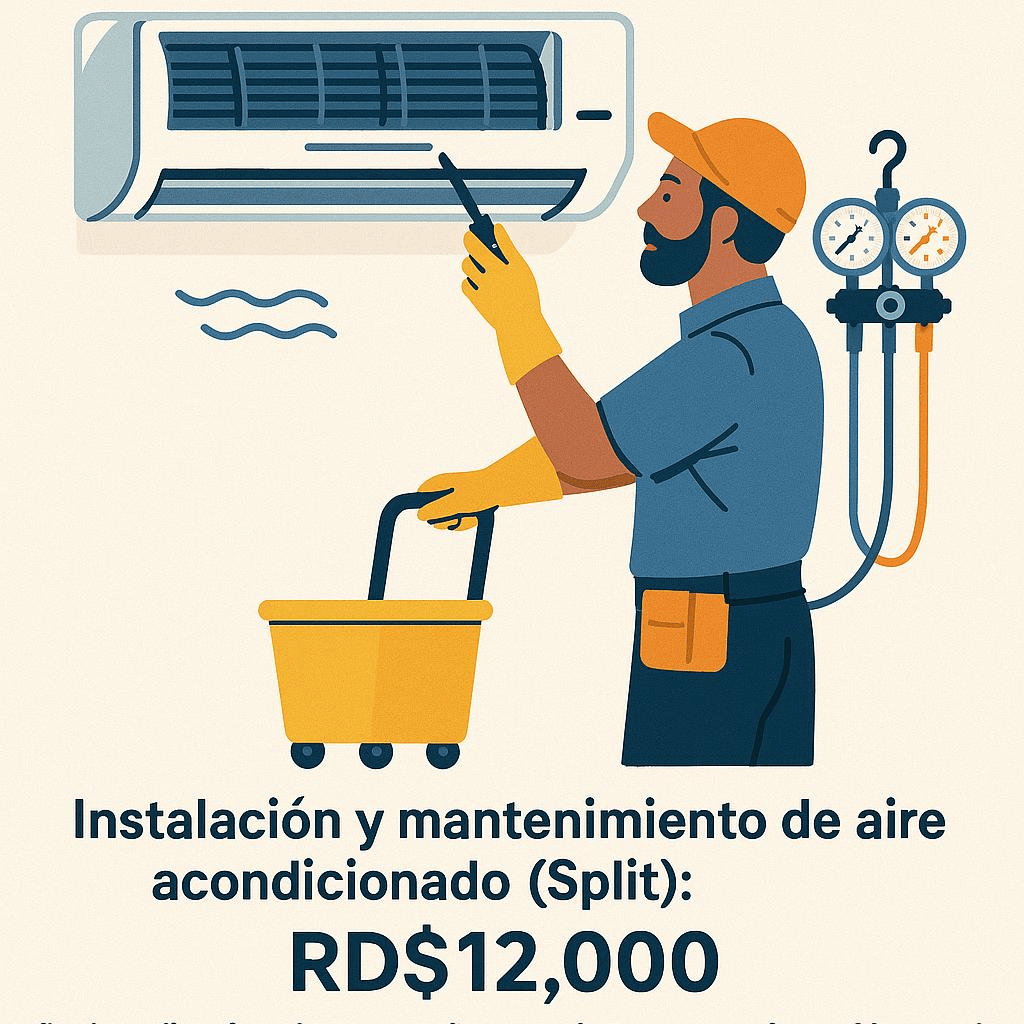 Instalación y mantenimiento de aire
acondicionado (Split):
RD$12,000